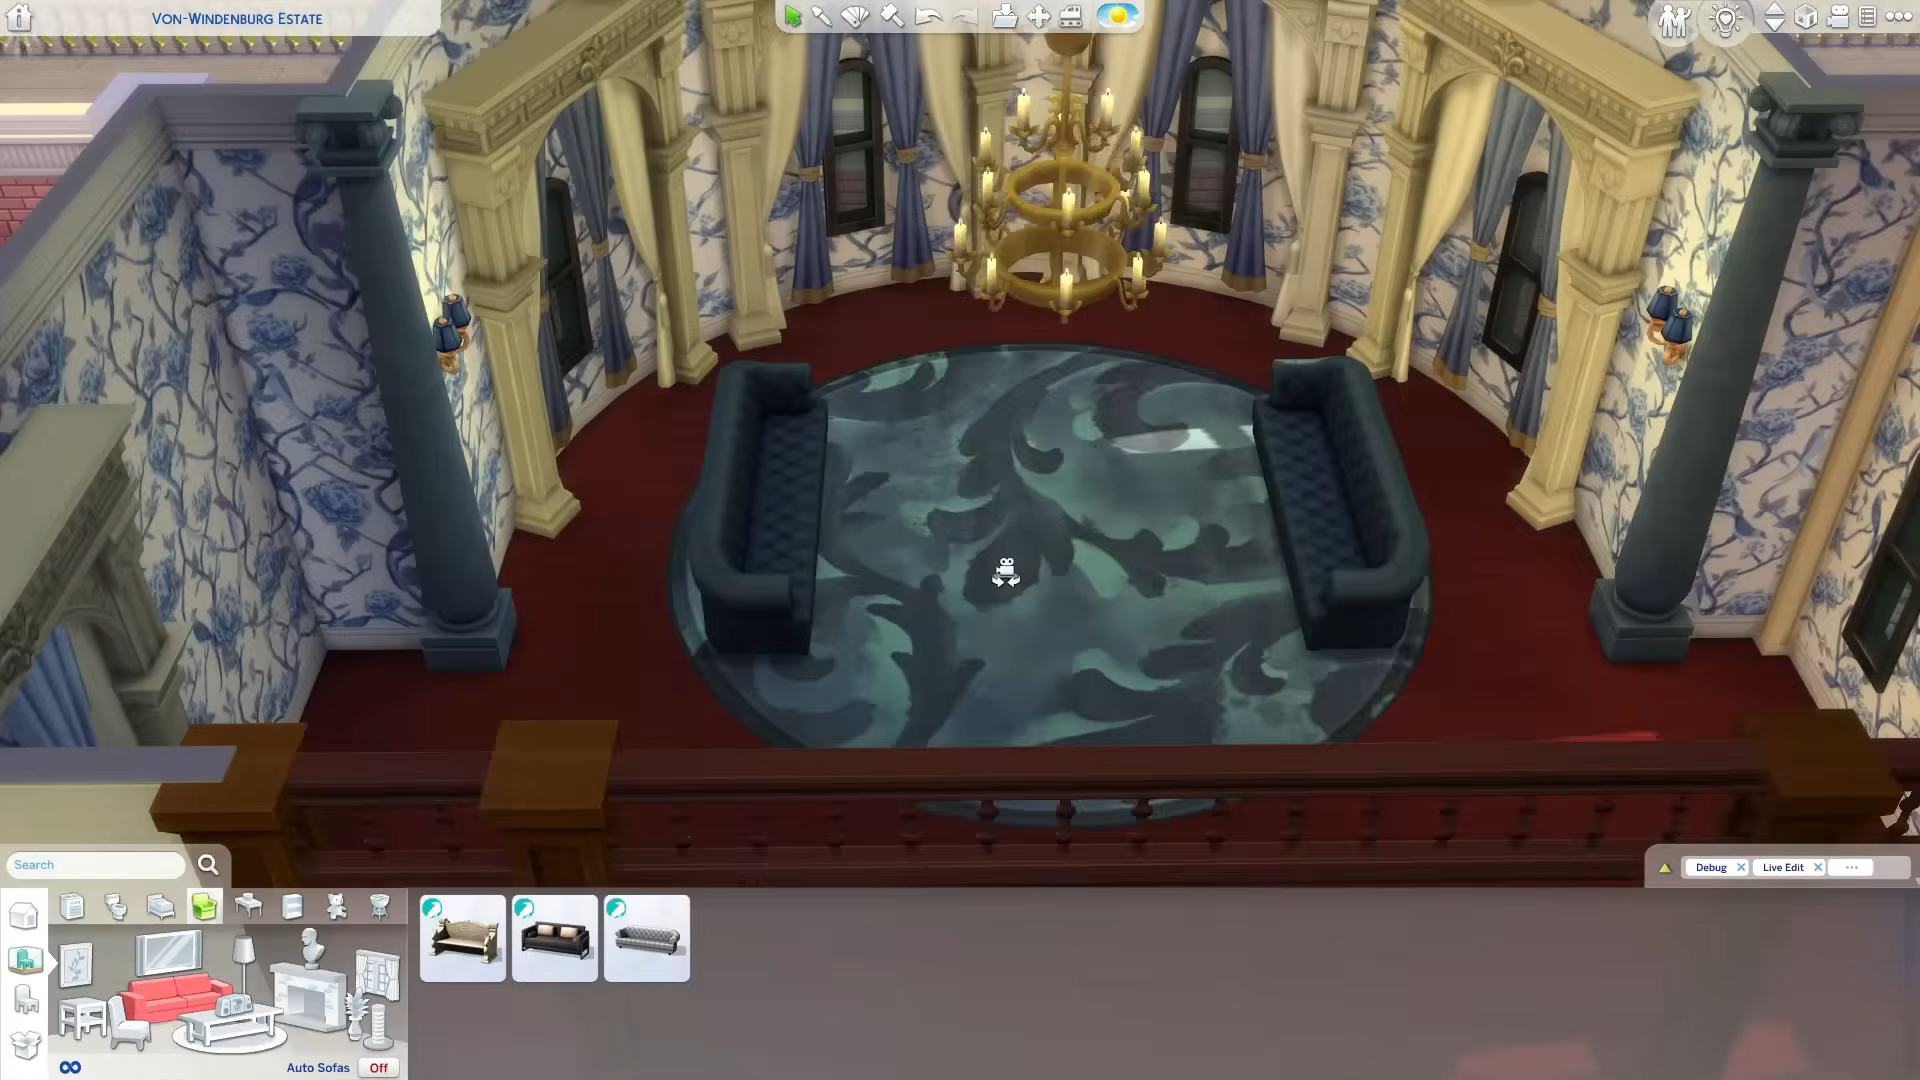 VON-WINDENBURG ESTATE
Search
Debug
Live Edit
Auto Sofas
Off